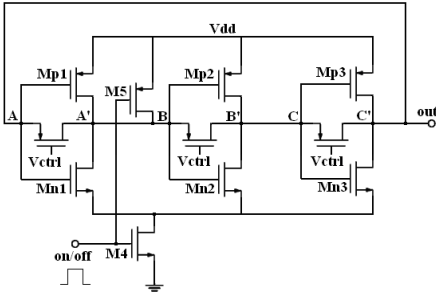 Vdd
Mp1 M5 Mp2 Mp3
A A' B B' C C' out
Vctrl Vctrl Vctrl
Mn1 Mn2 Mn3
on/off M4